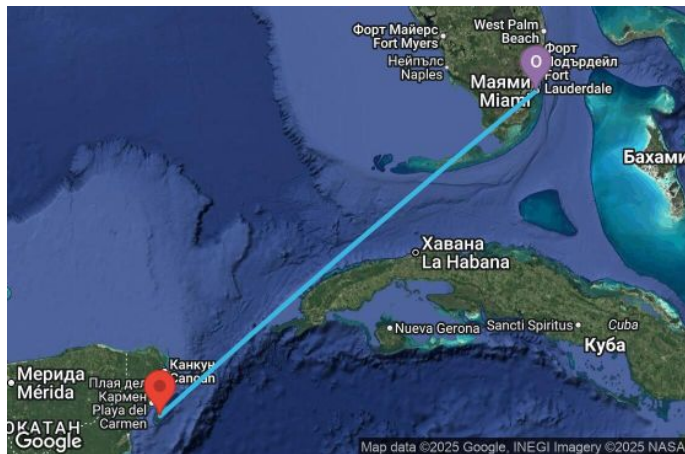 West Palm
Beach
Форт Майерс
Fort Myers
Нейпълс
Naples
О
Форт
Лодърдейл
Fort
Lauderdale
Маями
Miami
Бахами
Хавана
La Habana
Nueva Gerona
Sancti Spiritus
Cuba
Куба
Мерида
Mérida
Канкун
Cancún
Плая дел
Кармен
Playa del
Carmen
ЮКАТАН
Google
Map data ©2025 Google, INEGI Imagery ©2025 NASA